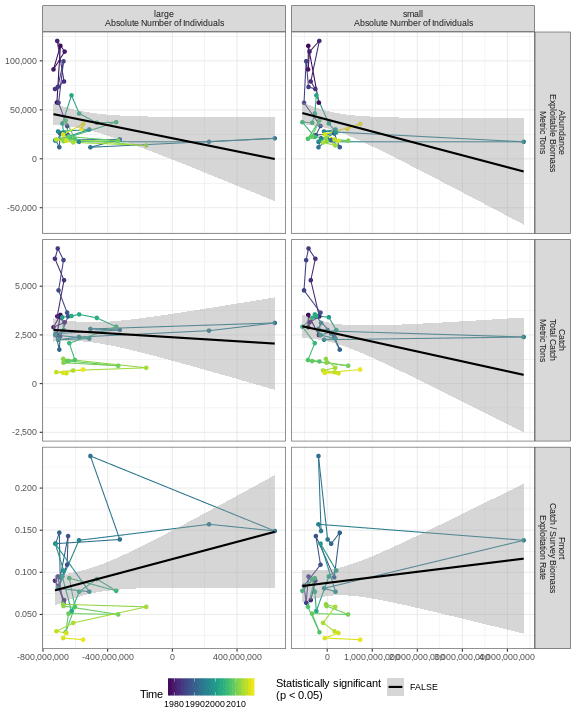 large
Absolute Number of Individuals
small
Absolute Number of Individuals
100,000
50,000
0
-50,000
Abundance
Exploitable Biomass
Metric Tons
5,000
2,500
0
-2,500
Catch
Total Catch
Metric Tons
0.200
0.150
0.100
0.050
Fmort
Catch / Survey Biomass
Exploitation Rate
-800,000,000
-400,000,000
0
400,000,000
0
1,000,000,000
2,000,000,000
3,000,000,000
4,000,000,000
Time
1980
1990
2000
2010
Statistically significant
(p < 0.05)
FALSE